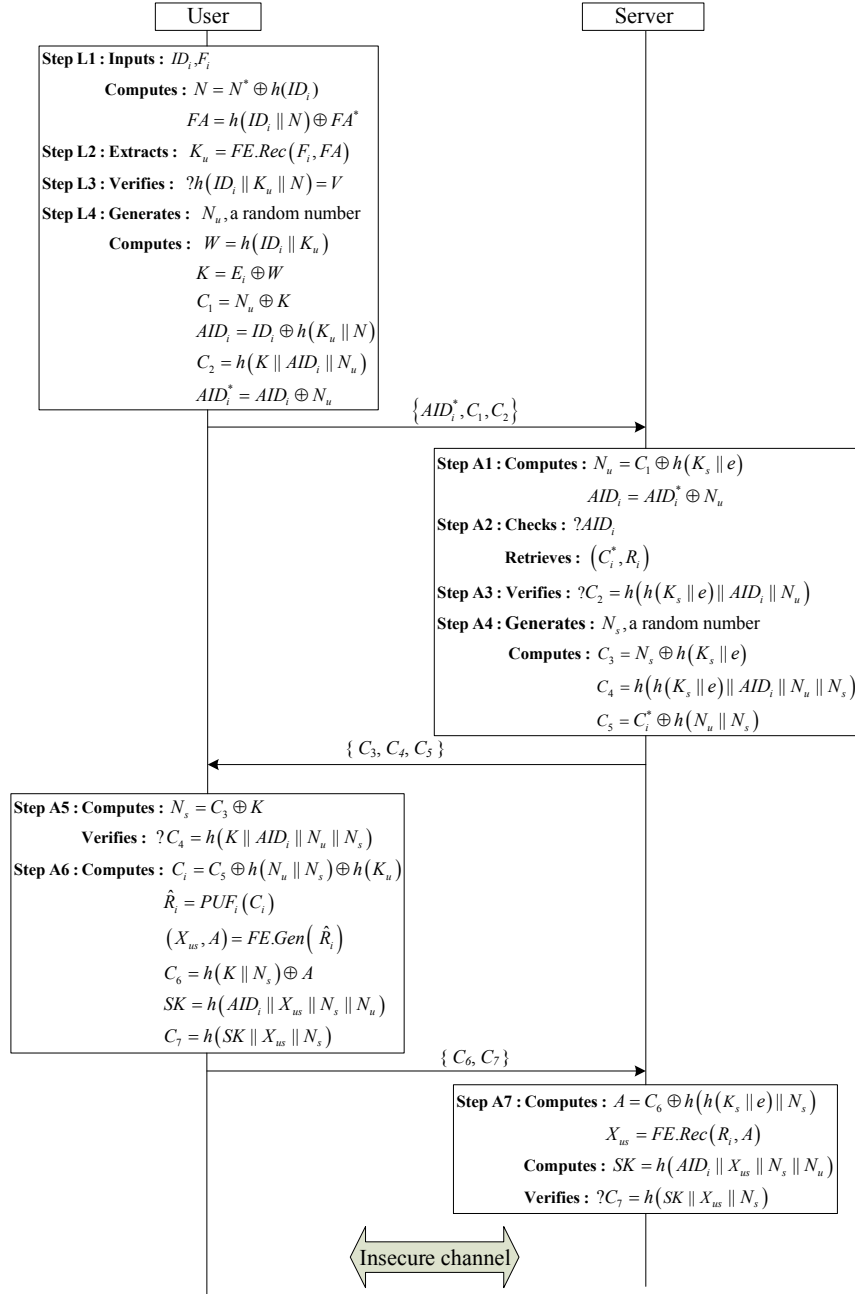 User
Server
Step L1 : Inputs : ID_i, F_i
Computes : N = N^* ⊕ h(ID_i)
FA = h(ID_i || N) ⊕ FA^*
Step L2 : Extracts : K_u = FE.Rec(F_i, FA)
Step L3 : Verifies : ?h(ID_i || K_u || N) = V
Step L4 : Generates : N_u, a random number
Computes : W = h(ID_i || K_u)
K = E_i ⊕ W
C_1 = N_u ⊕ K
AID_i = ID_i ⊕ h(K_u || N)
C_2 = h(K || AID_i || N_u)
AID_i^* = AID_i ⊕ N_u
{AID_i^*, C_1, C_2}
Step A1 : Computes : N_u = C_1 ⊕ h(K_s || e)
AID_i = AID_i^* ⊕ N_u
Step A2 : Checks : ?AID_i
Retrieves : (C_i^*, R_i)
Step A3 : Verifies : ?C_2 = h(h(K_s || e) || AID_i || N_u)
Step A4 : Generates : N_s, a random number
Computes : C_3 = N_s ⊕ h(K_s || e)
C_4 = h(h(K_s || e) || AID_i || N_u || N_s)
C_5 = C_i^* ⊕ h(N_u || N_s)
{ C_3, C_4, C_5 }
Step A5 : Computes : N_s = C_3 ⊕ K
Verifies : ?C_4 = h(K || AID_i || N_u || N_s)
Step A6 : Computes : C_i = C_5 ⊕ h(N_u || N_s) ⊕ h(K_u)
R̂_i = PUF_i(C_i)
(X_us, A) = FE.Gen( R̂_i)
C_6 = h(K || N_s) ⊕ A
SK = h(AID_i || X_us || N_s || N_u)
C_7 = h(SK || X_us || N_s)
{ C_6, C_7 }
Step A7 : Computes : A = C_6 ⊕ h(h(K_s || e) || N_s)
X_us = FE.Rec(R_i, A)
Computes : SK = h(AID_i || X_us || N_s || N_u)
Verifies : ?C_7 = h(SK || X_us || N_s)
Insecure channel